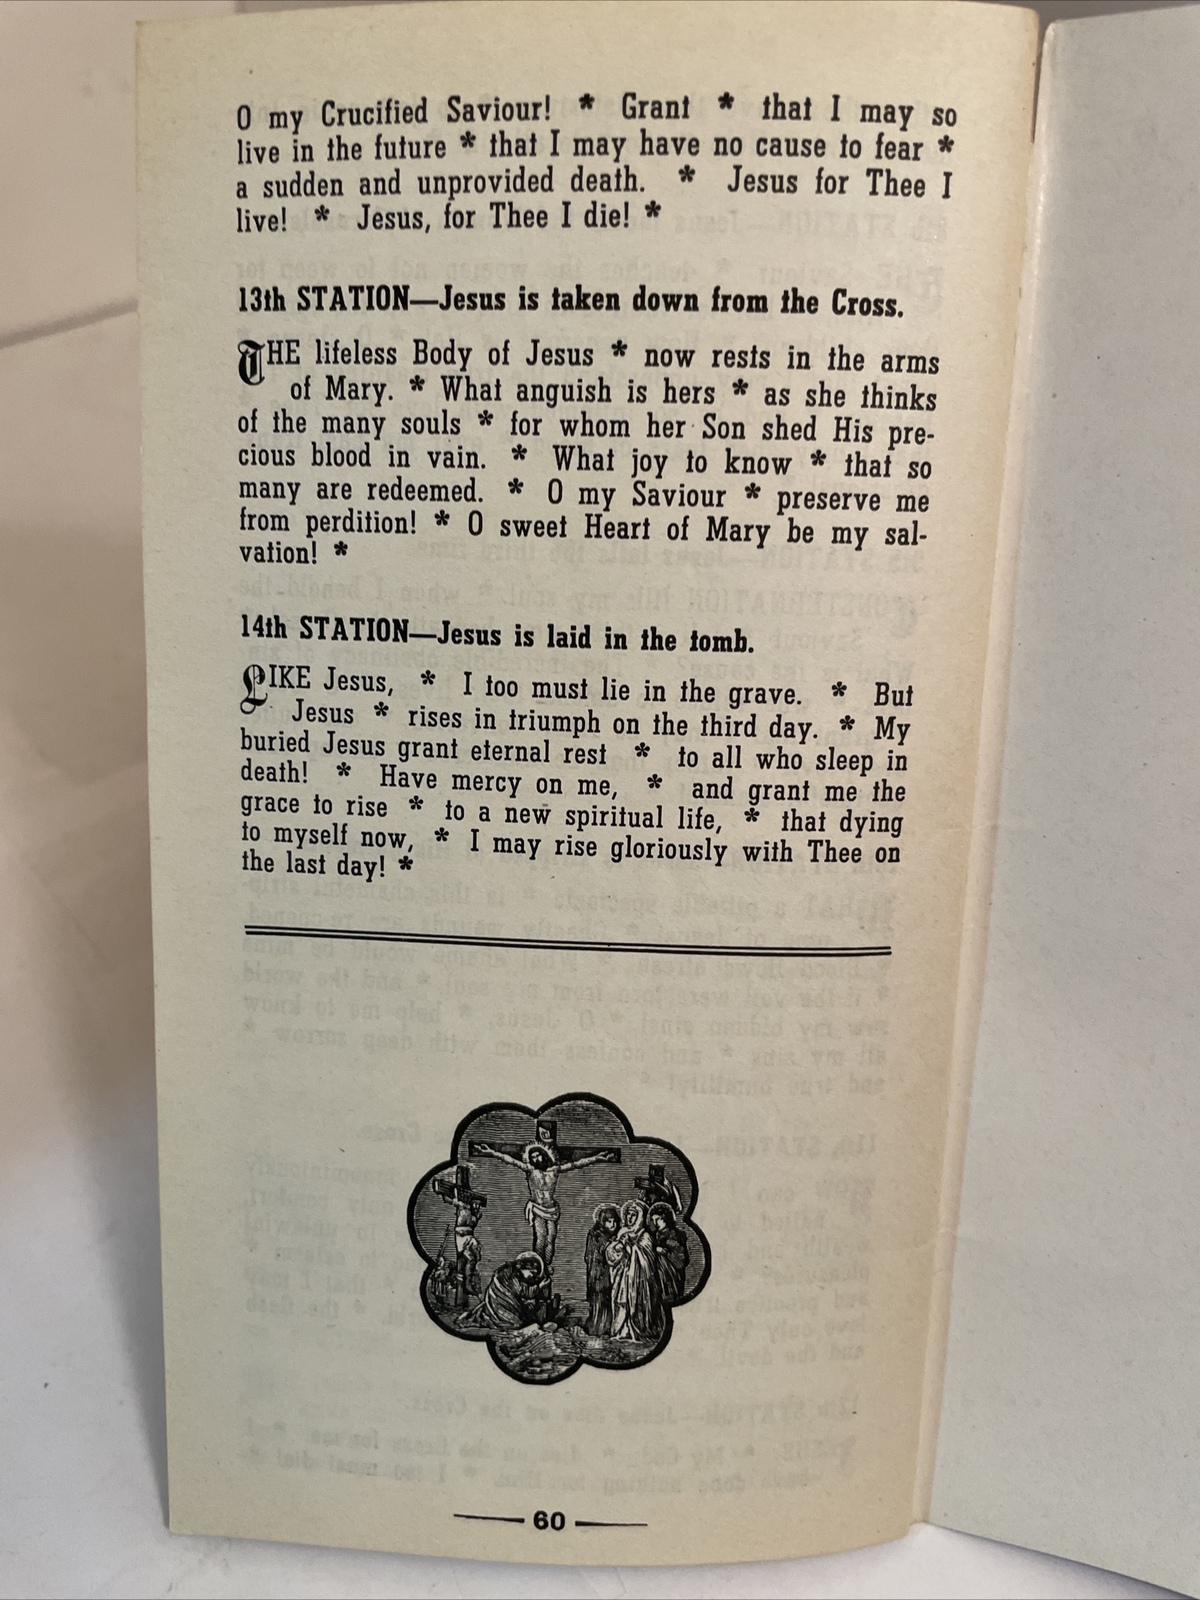 O my Crucified Saviour! * Grant * that I may so
live in the future * that I may have no cause to fear *
a sudden and unprovided death. * Jesus for Thee I
live! * Jesus, for Thee I die! *
13th STATION—Jesus is taken down from the Cross.
THE lifeless Body of Jesus * now rests in the arms
of Mary. * What anguish is hers * as she thinks
of the many souls * for whom her Son shed His pre-
cious blood in vain. * What joy to know * that so
many are redeemed. * O my Saviour * preserve me
from perdition! * O sweet Heart of Mary be my sal-
vation! *
14th STATION—Jesus is laid in the tomb.
LIKE Jesus, * I too must lie in the grave. * But
Jesus * rises in triumph on the third day. * My
buried Jesus grant eternal rest * to all who sleep in
death! * Have mercy on me, * and grant me the
grace to rise * to a new spiritual life, * that dying
to myself now, * I may rise gloriously with Thee on
the last day! *
— 60 —